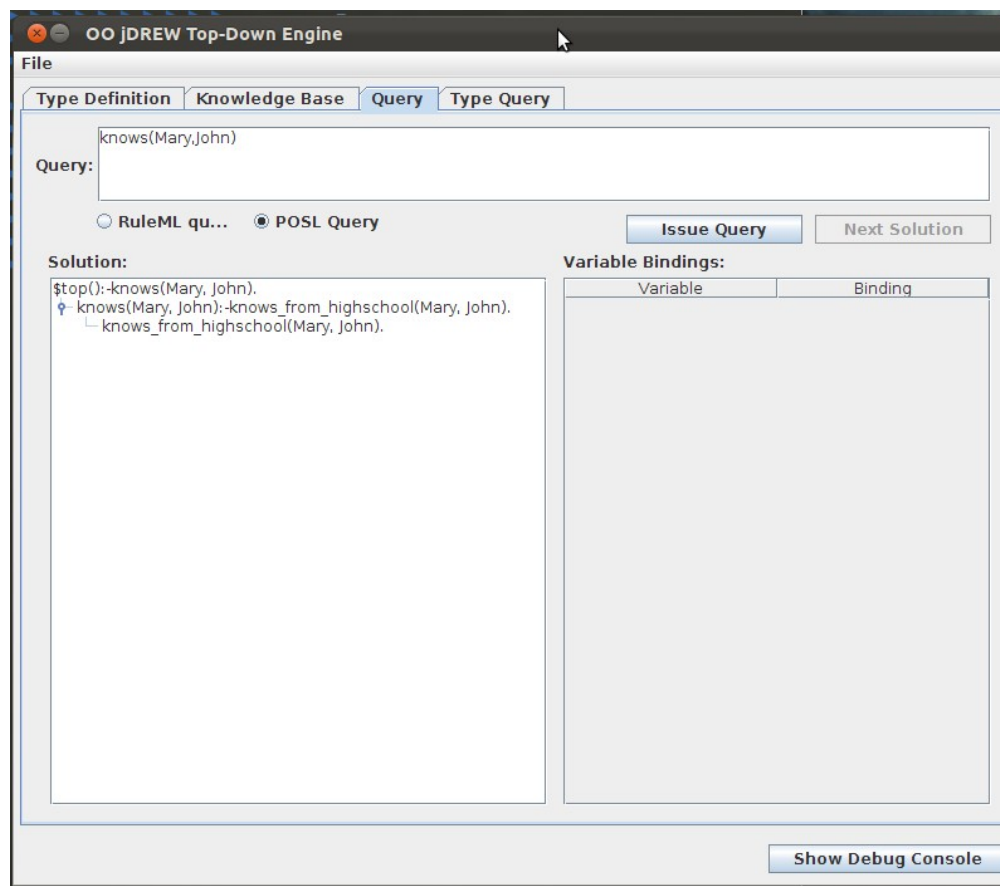 OO jDREW Top-Down Engine
File
Type Definition Knowledge Base Query Type Query
Query:
knows(Mary,John)
RuleML qu... POSL Query
Issue Query Next Solution
Solution:
Variable Bindings:
$top():-knows(Mary, John).
knows(Mary, John):-knows_from_highschool(Mary, John).
knows_from_highschool(Mary, John).
Variable Binding
Show Debug Console